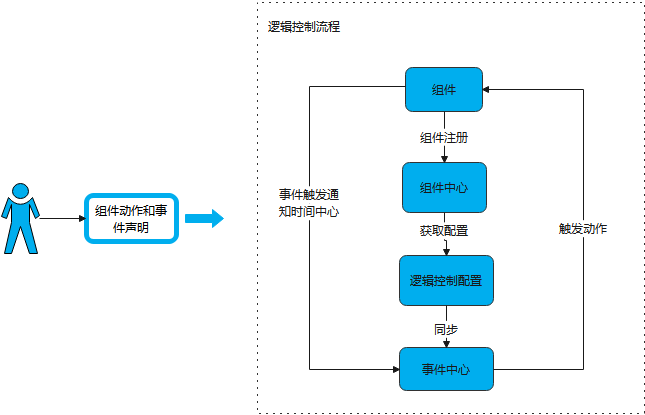 逻辑控制流程
组件
组件注册
组件中心
事件触发通
知时间中心
组件动作和事
件声明
获取配置
触发动作
逻辑控制配置
同步
事件中心